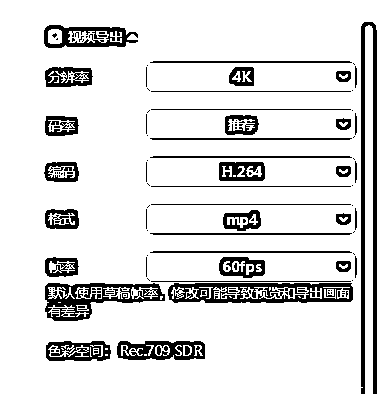 视频导出
分辨率 4K
码率 推荐
编码 H.264
格式 mp4
帧率 60fps
默认使用草稿帧率，修改可能导致预览和导出画面
有差异
色彩空间：Rec.709 SDR